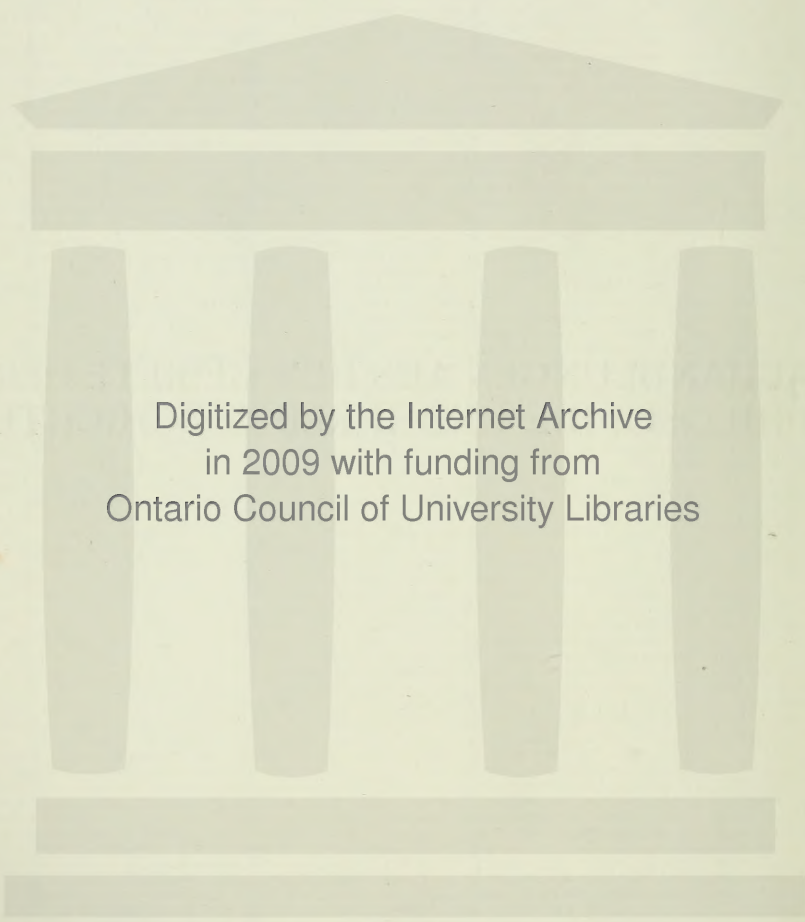 Digitized by the Internet Archive
in 2009 with funding from
Ontario Council of University Libraries